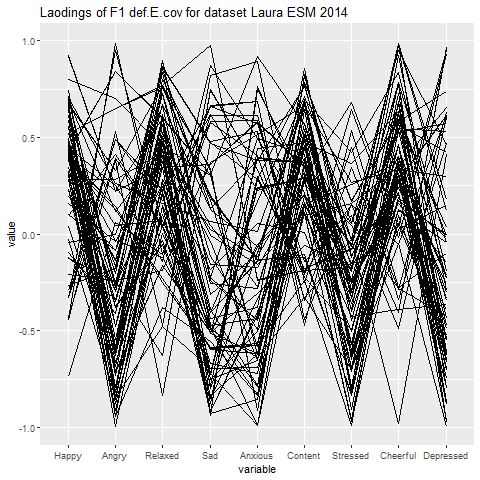 Laodings of F1 def.E.cov for dataset Laura ESM 2014
1.0
0.5
0.0
-0.5
-1.0
value
Happy Angry Relaxed Sad Anxious Content Stressed Cheerful Depressed
variable